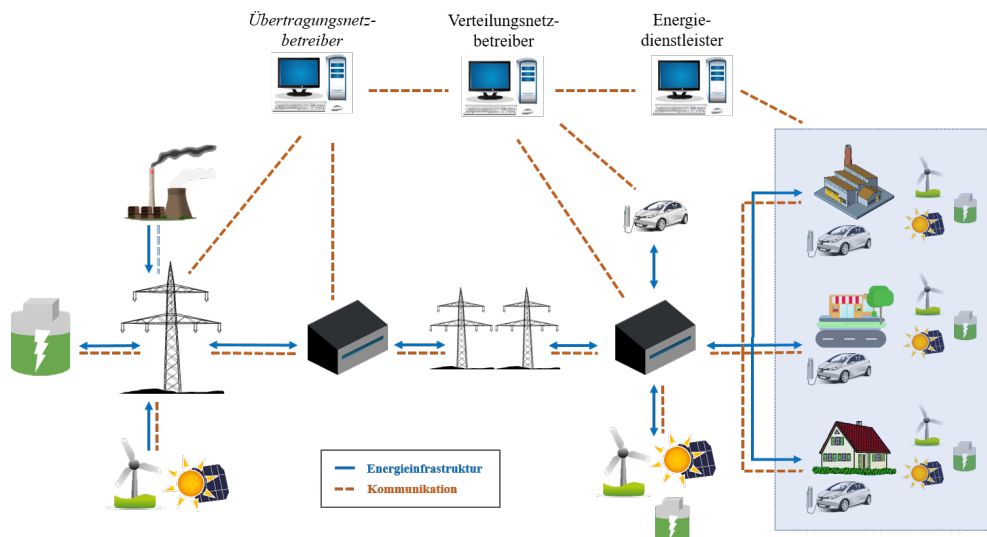 Übertragungsnetz-
betreiber
Verteilungsnetz-
betreiber
Energie-
dienstleister
Energieinfrastruktur
Kommunikation